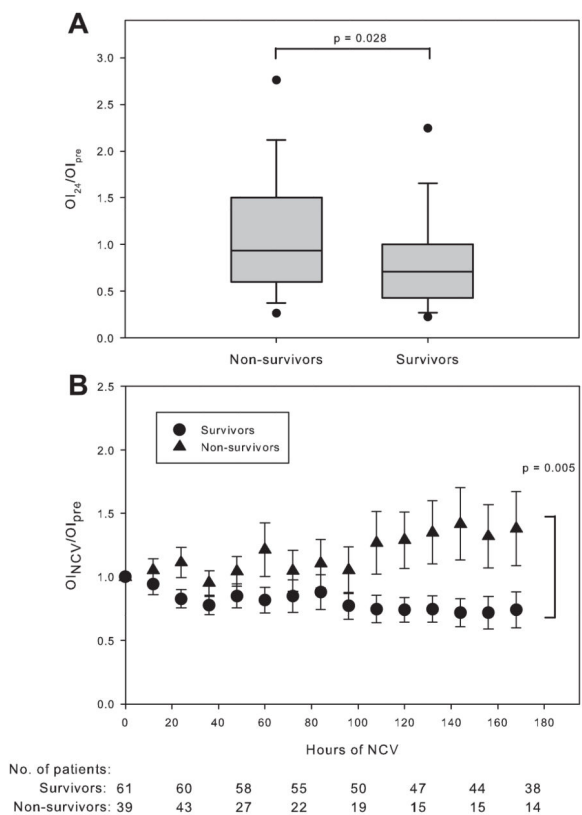 A
p = 0.028
3.0
2.5
2.0
1.5
1.0
0.5
0.0
OI24/OIpre
Non-survivors Survivors
B
2.5
2.0
1.5
1.0
0.5
0.0
OINCV/OIpre
Survivors
Non-survivors
p = 0.005
0 20 40 60 80 100 120 140 160 180
Hours of NCV
No. of patients:
Survivors: 61 60 58 55 50 47 44 38
Non-survivors: 39 43 27 22 19 15 15 14